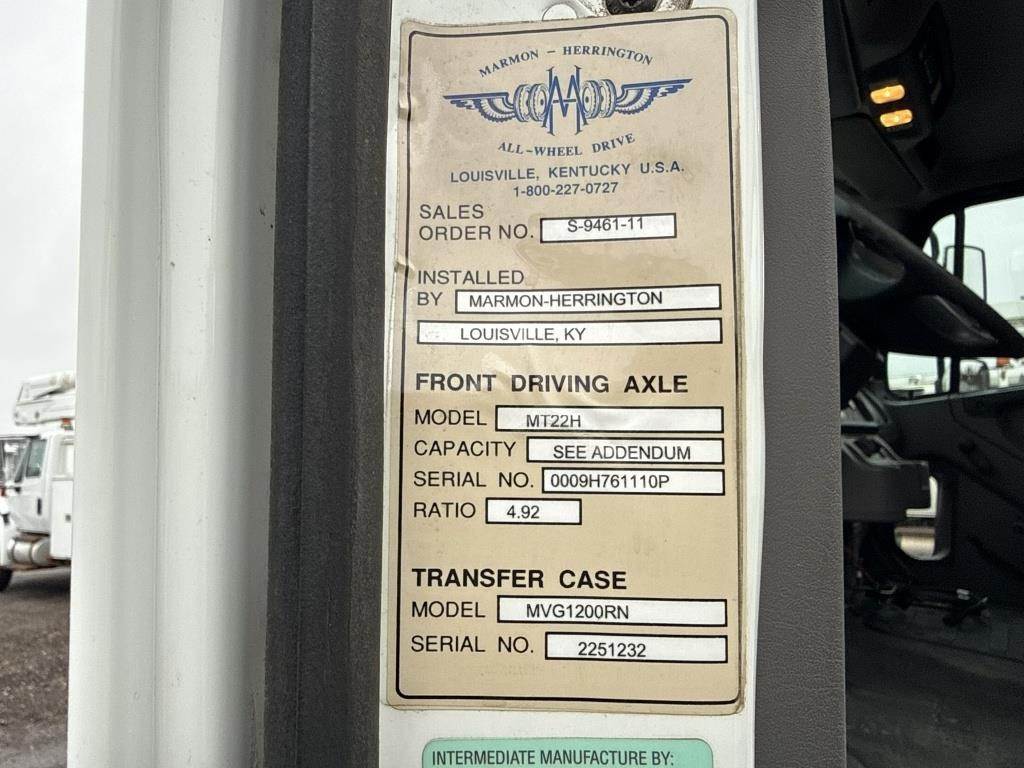 MARMON - HERRINGTON
MH
ALL-WHEEL DRIVE
LOUISVILLE, KENTUCKY U.S.A.
1-800-227-0727
SALES
ORDER NO. S-9461-11
INSTALLED
BY MARMON-HERRINGTON
LOUISVILLE, KY
FRONT DRIVING AXLE
MODEL MT22H
CAPACITY SEE ADDENDUM
SERIAL NO. 0009H761110P
RATIO 4.92
TRANSFER CASE
MODEL MVG1200RN
SERIAL NO. 2251232
INTERMEDIATE MANUFACTURE BY: